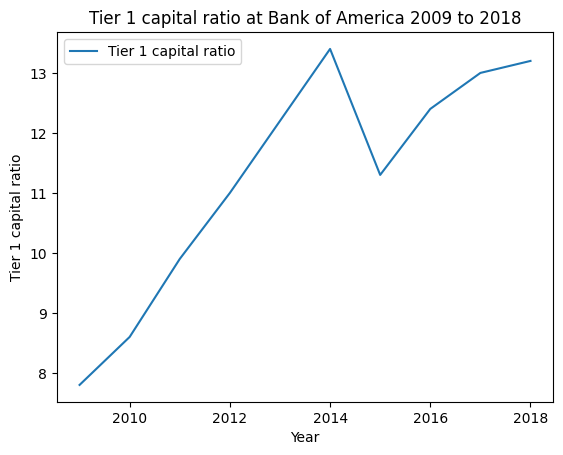 Tier 1 capital ratio at Bank of America 2009 to 2018
Tier 1 capital ratio
13
12
11
10
9
8
Tier 1 capital ratio
2010 2012 2014 2016 2018
Year